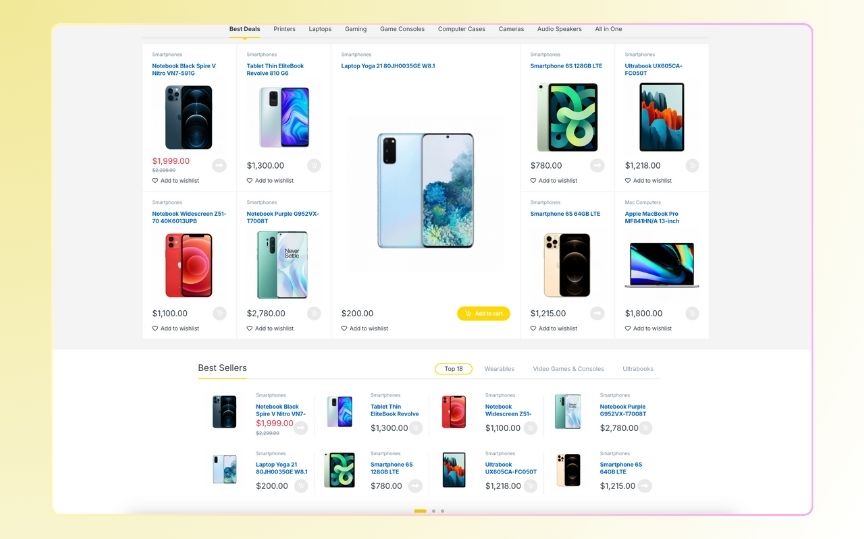 Best Deals Printers Laptops Gaming Game Consoles Computer Cases Cameras Audio Speakers All in One
Smartphones
Notebook Black Spire V
Nitro VN7-591G
$1,999.00
$2,299.00
Add to wishlist
Smartphones
Tablet Thin EliteBook
Revolve 810 G6
$1,300.00
Add to wishlist
Smartphones
Laptop Yoga 21 80JH0035GE W8.1
$200.00
Add to cart
Add to wishlist
Smartphones
Smartphone 6S 128GB LTE
$780.00
Add to wishlist
Smartphones
Ultrabook UX605CA-
FC050T
$1,218.00
Add to wishlist
Smartphones
Notebook Widescreen Z51-
70 40K6013UPB
$1,100.00
Add to wishlist
Smartphones
Notebook Purple G952VX-
T7008T
Never
Settle
$2,780.00
Add to wishlist
Smartphones
Smartphone 6S 64GB LTE
$1,215.00
Add to wishlist
Mac Computers
Apple MacBook Pro
MF841HN/A 13-inch
$1,800.00
Add to wishlist
Best Sellers
Top 18 Wearables Video Games & Consoles Ultrabooks
Smartphones
Notebook Black
Spire V Nitro VN7-
$1,999.00
$2,299.00
Smartphones
Tablet Thin
EliteBook Revolve
$1,300.00
Smartphones
Notebook
Widescreen Z51-
$1,100.00
Smartphones
Notebook Purple
G952VX-T7008T
$2,780.00
Smartphones
Laptop Yoga 21
80JH0035GE W8.1
$200.00
Smartphones
Smartphone 6S
128GB LTE
$780.00
Smartphones
Ultrabook
UX605CA-FC050T
$1,218.00
Smartphones
Smartphone 6S
64GB LTE
$1,215.00